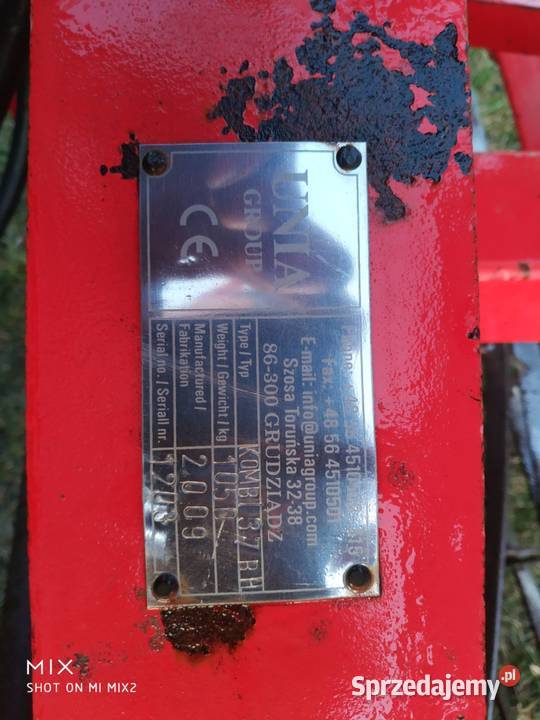 UNIA
GROUP
CE
Fax: +48 56 4510501
E-mail: info@uniagroup.com
Szosa Toruńska 32-38
86-300 GRUDZIĄDZ
Type / Typ KOMBI 3,7 BH
Weight / Gewicht / kg
Manufactured / Fabrikation 2009
Serial no. / Seriall nr.
MIX
SHOT ON MI MIX2
Sprzedajemy.pl